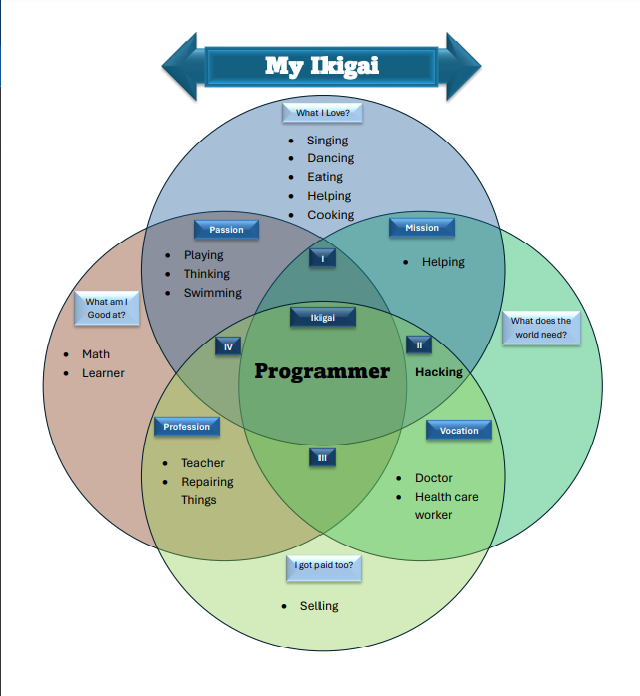 My Ikigai
What I Love?
• Singing
• Dancing
• Eating
• Helping
• Cooking
Passion
• Playing
• Thinking
• Swimming
Mission
• Helping
I
What am I
Good at?
• Math
• Learner
What does the
world need?
Ikigai
IV
II
Programmer
Hacking
Profession
• Teacher
• Repairing
Things
Vocation
• Doctor
• Health care
worker
III
I got paid too?
• Selling